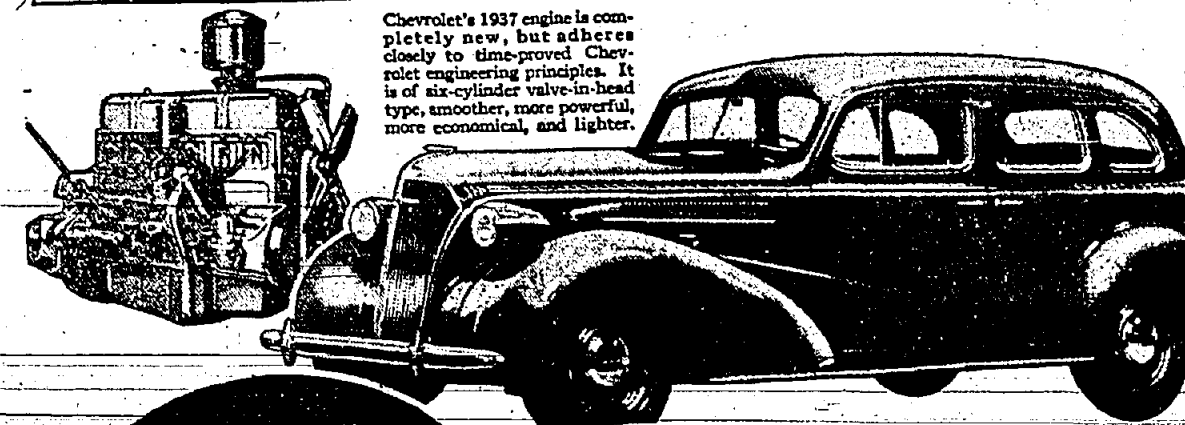 Chevrolet's 1937 engine is com-
pletely new, but adheres
closely to time-proved Chev-
rolet engineering principles. It
is of six-cylinder valve-in-head
type, smoother, more powerful,
more economical, and lighter.